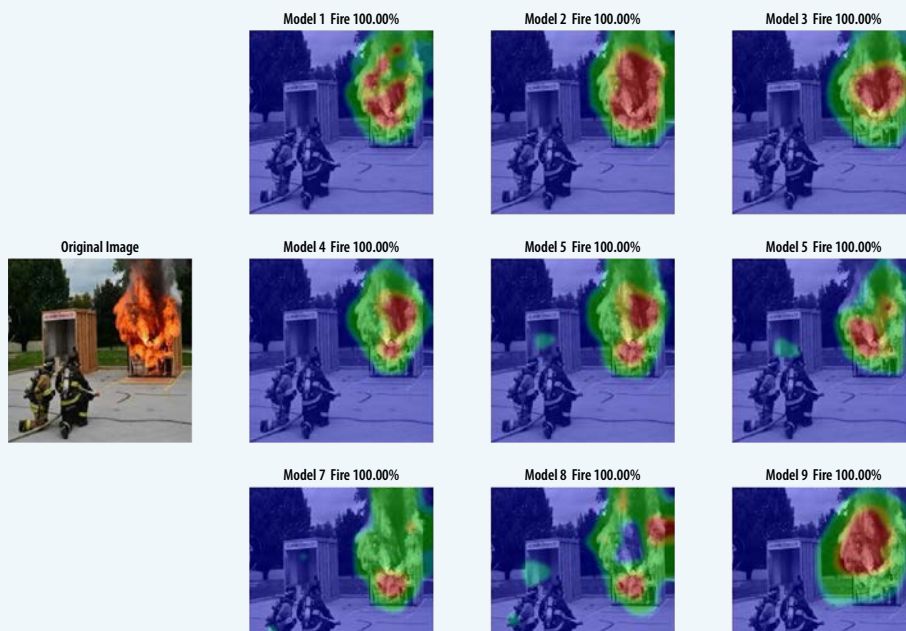 Model 1 Fire 100.00%
Model 2 Fire 100.00%
Model 3 Fire 100.00%
Original Image
Model 4 Fire 100.00%
Model 5 Fire 100.00%
Model 5 Fire 100.00%
Model 7 Fire 100.00%
Model 8 Fire 100.00%
Model 9 Fire 100.00%